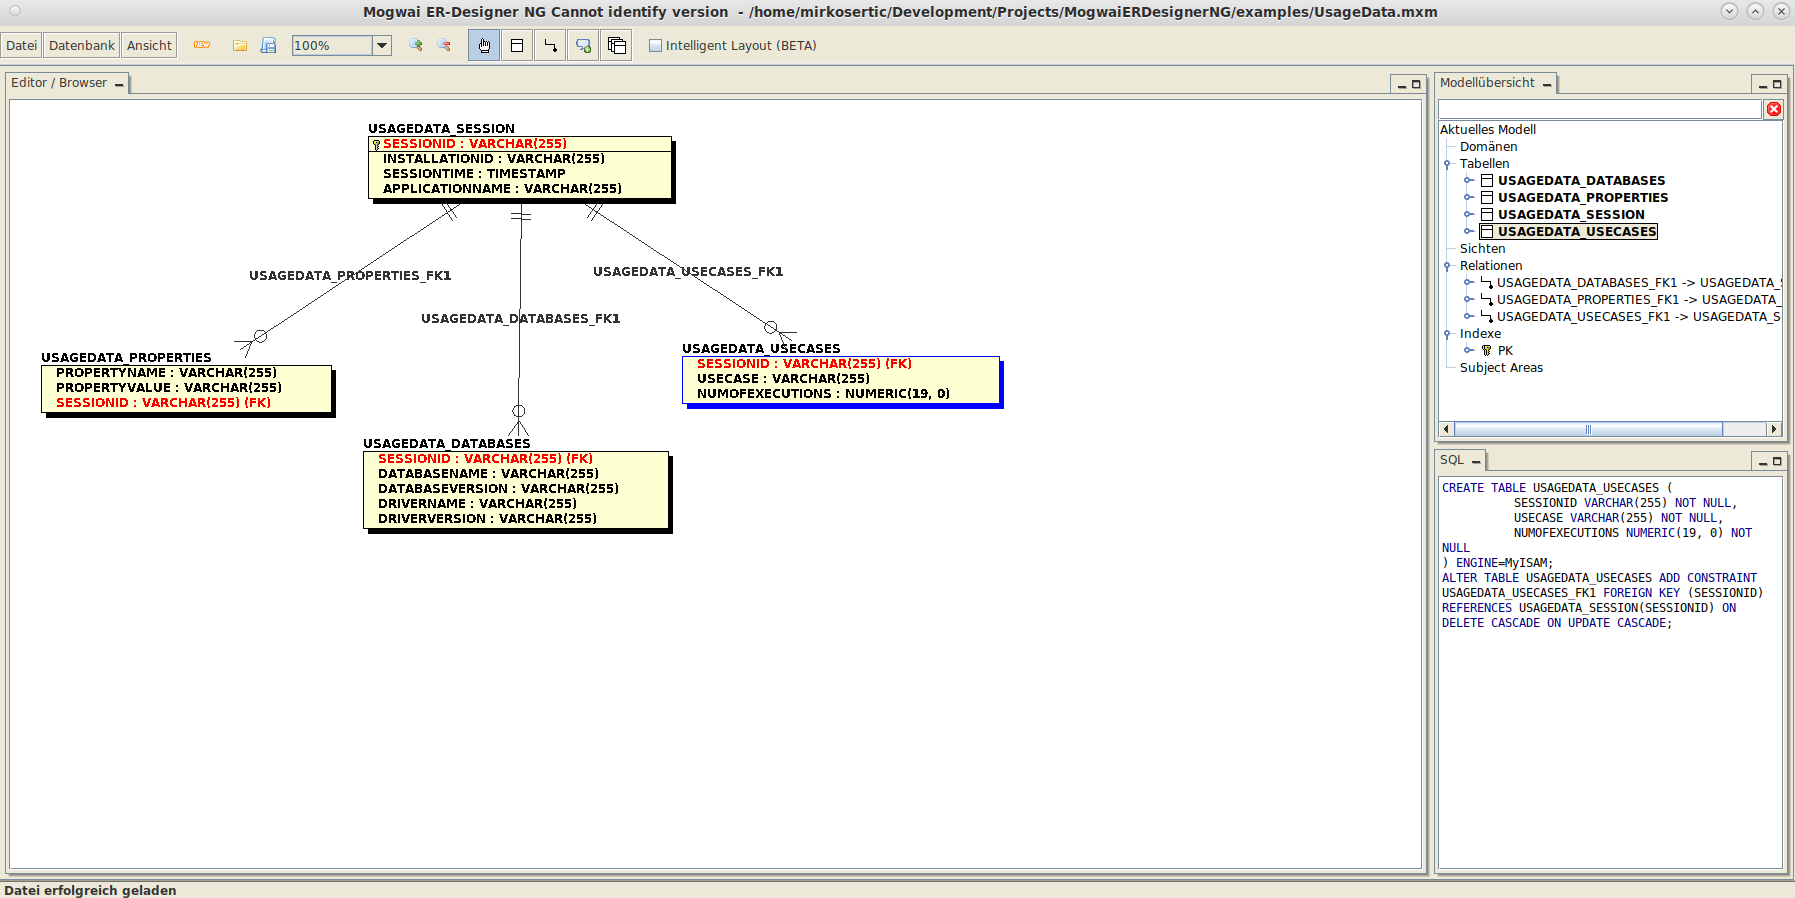 Mogwai ER-Designer NG Cannot identify version  - /home/mirkosertic/Development/Projects/MogwaiERDesignerNG/examples/UsageData.mxm
Datei Datenbank Ansicht NEW 100% Intelligent Layout (BETA)
Editor / Browser
USAGEDATA_SESSION
SESSIONID : VARCHAR(255)
INSTALLATIONID : VARCHAR(255)
SESSIONTIME : TIMESTAMP
APPLICATIONNAME : VARCHAR(255)
USAGEDATA_PROPERTIES_FK1
USAGEDATA_USECASES_FK1
USAGEDATA_DATABASES_FK1
USAGEDATA_PROPERTIES
PROPERTYNAME : VARCHAR(255)
PROPERTYVALUE : VARCHAR(255)
SESSIONID : VARCHAR(255) (FK)
USAGEDATA_USECASES
SESSIONID : VARCHAR(255) (FK)
USECASE : VARCHAR(255)
NUMOFEXECUTIONS : NUMERIC(19, 0)
USAGEDATA_DATABASES
SESSIONID : VARCHAR(255) (FK)
DATABASENAME : VARCHAR(255)
DATABASEVERSION : VARCHAR(255)
DRIVERNAME : VARCHAR(255)
DRIVERVERSION : VARCHAR(255)
Modellübersicht
Aktuelles Modell
Domänen
Tabellen
USAGEDATA_DATABASES
USAGEDATA_PROPERTIES
USAGEDATA_SESSION
USAGEDATA_USECASES
Sichten
Relationen
USAGEDATA_DATABASES_FK1 -> USAGEDATA_S
USAGEDATA_PROPERTIES_FK1 -> USAGEDATA_
USAGEDATA_USECASES_FK1 -> USAGEDATA_S
Indexe
PK
Subject Areas
SQL
CREATE TABLE USAGEDATA_USECASES (
SESSIONID VARCHAR(255) NOT NULL,
USECASE VARCHAR(255) NOT NULL,
NUMOFEXECUTIONS NUMERIC(19, 0) NOT
NULL
) ENGINE=MyISAM;
ALTER TABLE USAGEDATA_USECASES ADD CONSTRAINT
USAGEDATA_USECASES_FK1 FOREIGN KEY (SESSIONID)
REFERENCES USAGEDATA_SESSION(SESSIONID) ON
DELETE CASCADE ON UPDATE CASCADE;
Datei erfolgreich geladen